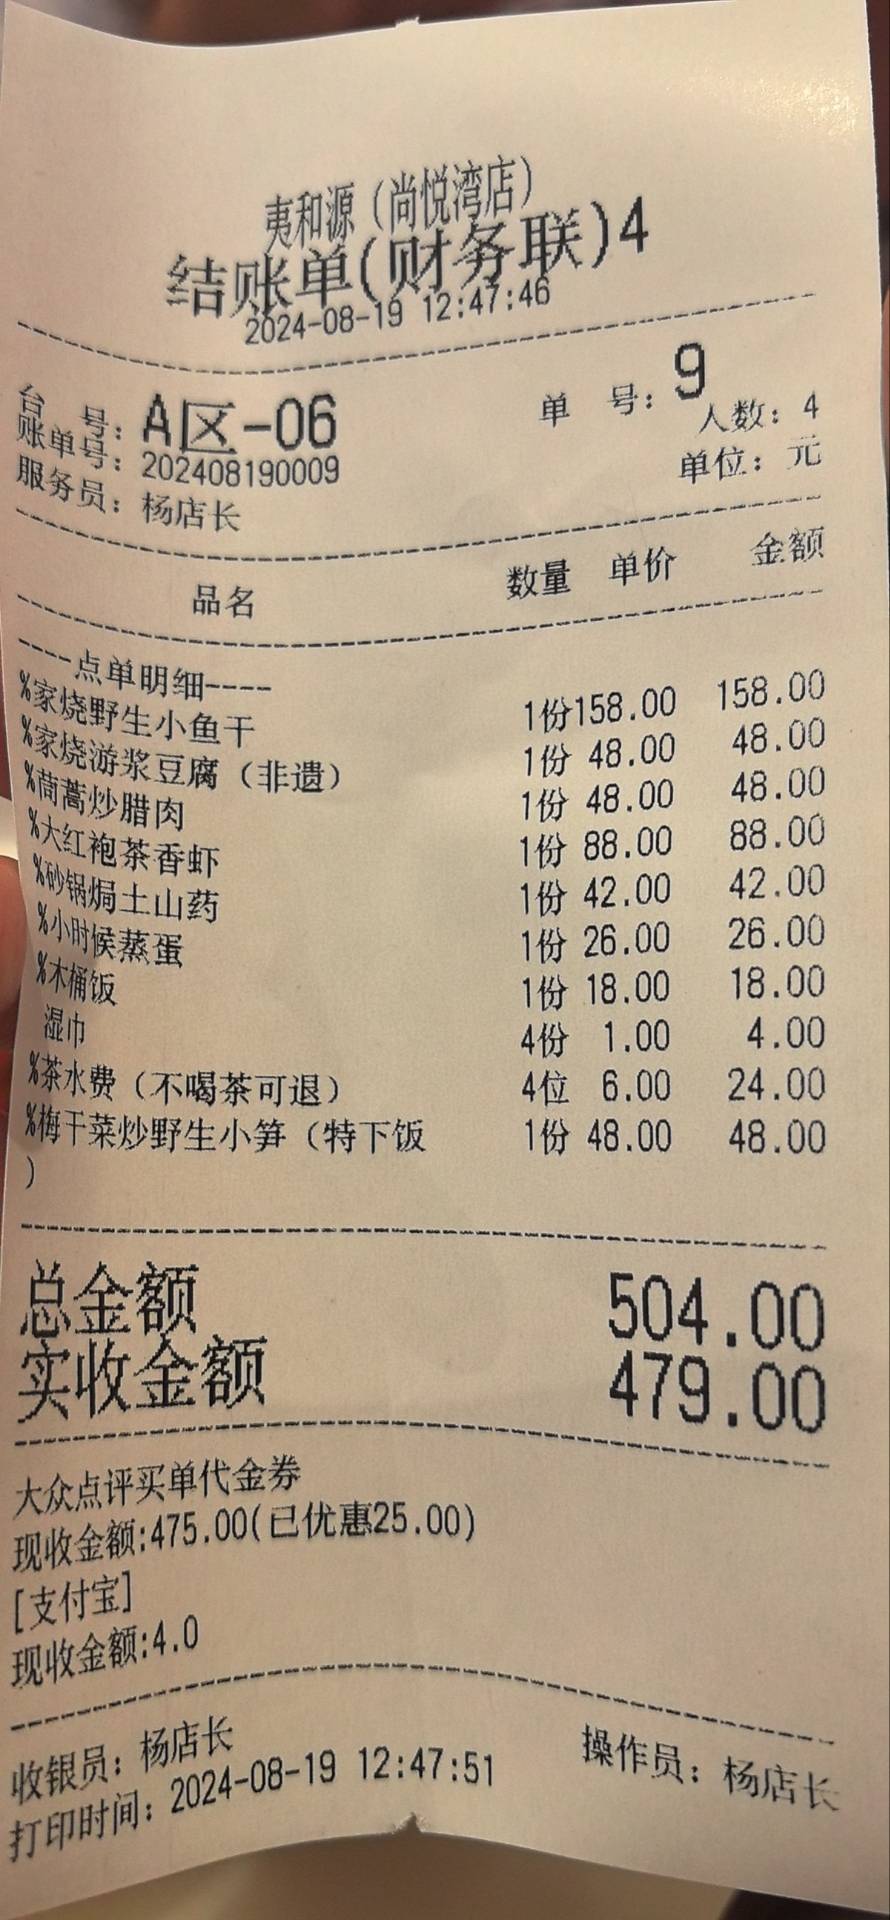 夷和源（尚悦湾店）
结账单(财务联)4
2024-08-19 12:47:46
台 号: A区-06 单 号: 9
账单号: 202408190009 人数: 4
服务员: 杨店长 单位: 元
品名 数量 单价 金额
----点单明细----
%家烧野生小鱼干 1份158.00 158.00
%家烧游浆豆腐（非遗） 1份 48.00 48.00
%茼蒿炒腊肉 1份 48.00 48.00
%大红袍茶香虾 1份 88.00 88.00
%砂锅焗土山药 1份 42.00 42.00
%小时候蒸蛋 1份 26.00 26.00
%木桶饭 1份 18.00 18.00
湿巾 4份 1.00 4.00
%茶水费（不喝茶可退） 4位 6.00 24.00
%梅干菜炒野生小笋（特下饭 1份 48.00 48.00
）
总金额 504.00
实收金额 479.00
大众点评买单代金券
现收金额:475.00(已优惠25.00)
[支付宝]
现收金额:4.0
收银员: 杨店长 操作员: 杨店长
打印时间: 2024-08-19 12:47:51